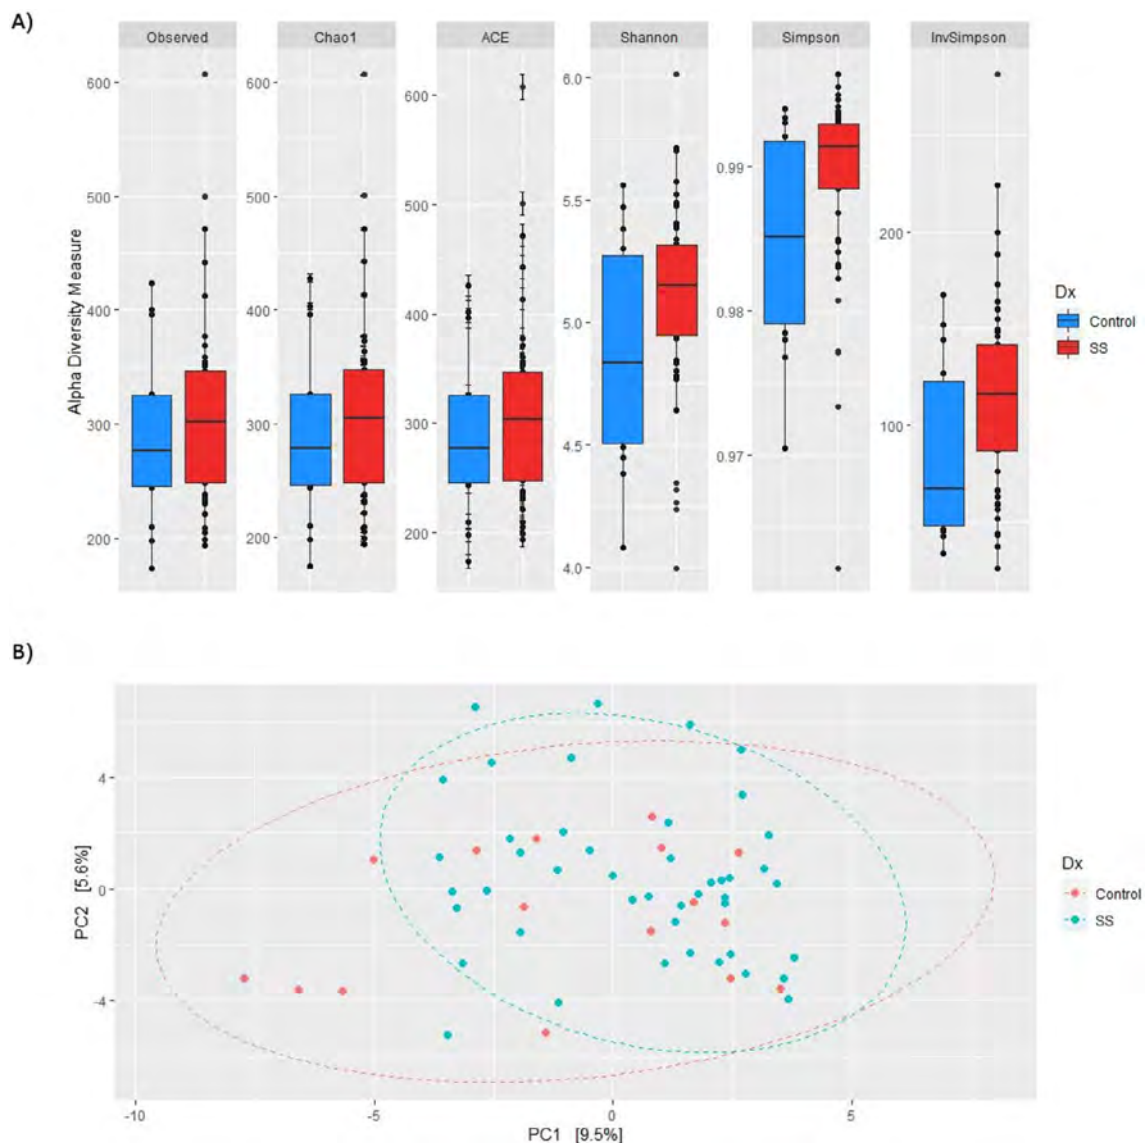 A)
Observed Chao1 ACE Shannon Simpson InvSimpson
Alpha Diversity Measure
600
500
400
300
200
600
500
400
300
200
600
500
400
300
200
6.0
5.5
5.0
4.5
4.0
0.99
0.98
0.97
200
100
Dx
Control
SS
B)
PC2 [5.6%]
4
0
-4
-10 -5 0 5
PC1 [9.5%]
Dx
Control
SS